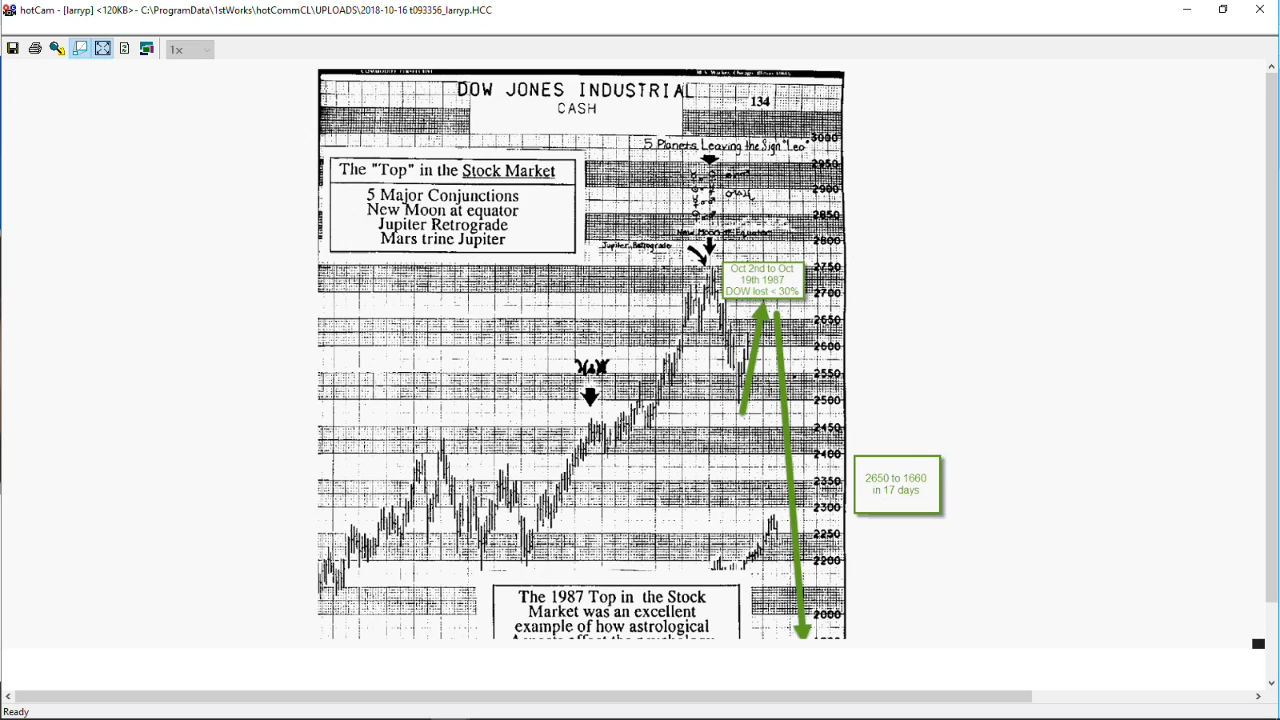 hotCam - [larryp] <120KB> - C:\ProgramData\1stWorks\hotCommCL\UPLOADS\2018-10-16 t093356_larryp.HCC
1x
DOW JONES INDUSTRIAL
CASH
134
5 Planets Leaving the Sign "Leo"
The "Top" in the Stock Market
5 Major Conjunctions
New Moon at equator
Jupiter Retrograde
Mars trine Jupiter
New Moon @ Equator
Jupiter Retrograde
Oct 2nd to Oct
19th 1987
DOW lost < 30%
3000
2950
2900
2850
2800
2750
2700
2650
2600
2550
2500
2450
2400
2350
2300
2250
2200
2000
2650 to 1660
in 17 days
The 1987 Top in the Stock
Market was an excellent
example of how astrological
Aspects affect the psychology
Ready